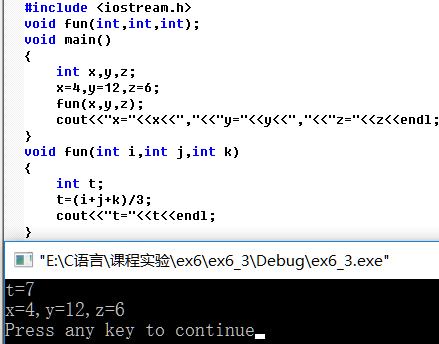 #include <iostream.h>
void fun(int,int,int);
void main()
{
int x,y,z;
x=4,y=12,z=6;
fun(x,y,z);
cout<<"x="<<x<<","<<"y="<<y<<","<<"z="<<z<<endl;
}
void fun(int i,int j,int k)
{
int t;
t=(i+j+k)/3;
cout<<"t="<<t<<endl;
}
"E:\C语言\课程实验\ex6\ex6_3\Debug\ex6_3.exe"
t=7
x=4,y=12,z=6
Press any key to continue